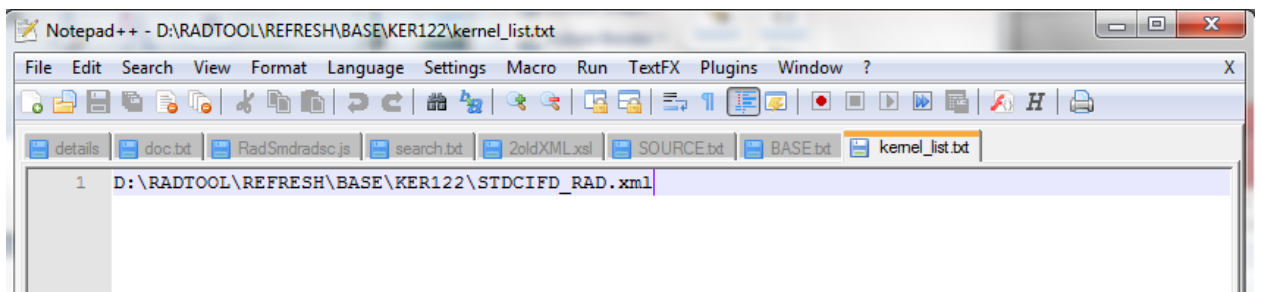 Notepad++ - D:\RADTOOL\REFRESH\BASE\KER122\kernel_list.txt
File Edit Search View Format Language Settings Macro Run TextFX Plugins Window ? X
details doc.txt RadSmdradsc.js search.txt 2oldXML.xsl SOURCE.txt BASE.txt kernel_list.txt
1 D:\RADTOOL\REFRESH\BASE\KER122\STDCIFD_RAD.xml